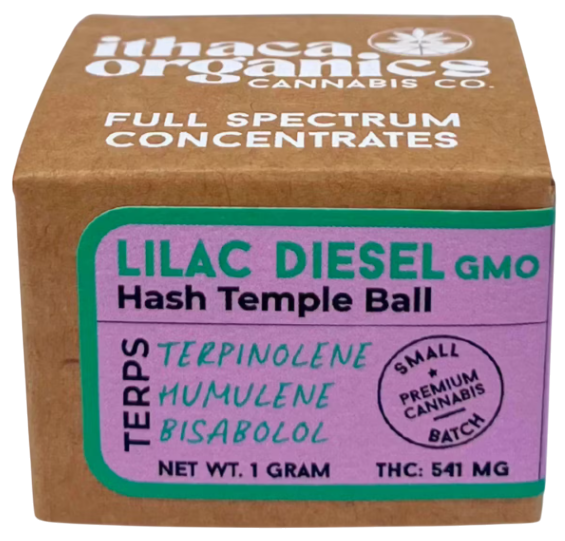 ithaca
organics
CANNABIS CO.
FULL SPECTRUM
CONCENTRATES
LILAC DIESEL GMO
Hash Temple Ball
TERPS
TERPINOLENE
HUMULENE
BISABOLOL
SMALL
PREMIUM
CANNABIS
BATCH
NET WT. 1 GRAM
THC: 541 MG